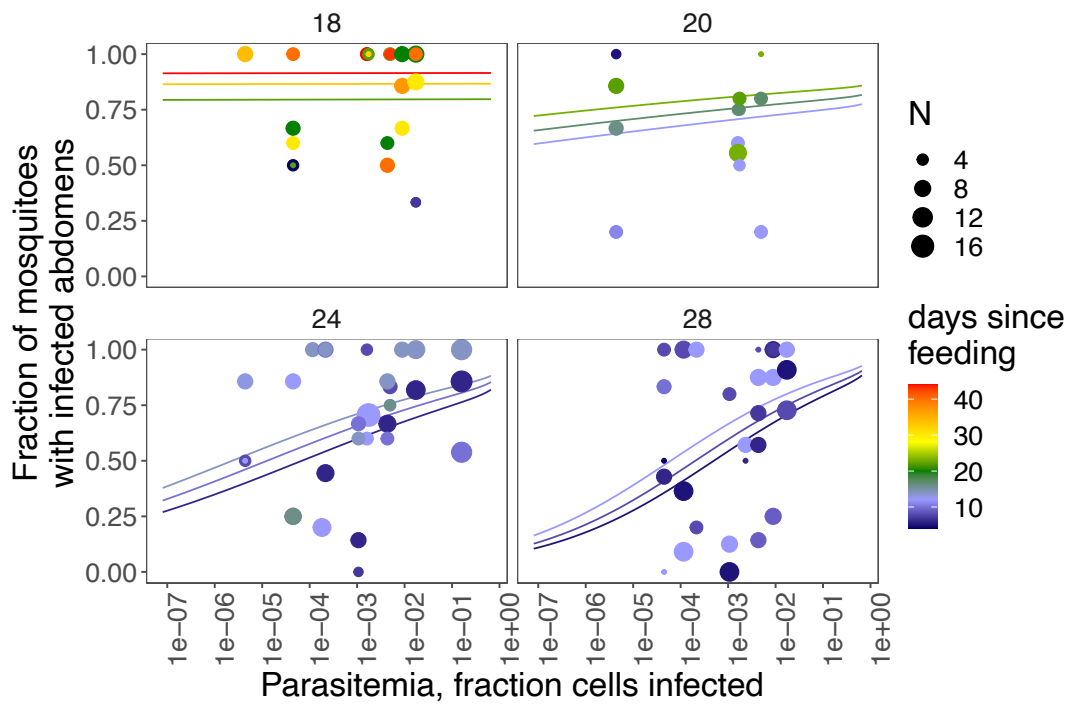 18
20
1.00
0.75
0.50
0.25
0.00
24
28
1.00
0.75
0.50
0.25
0.00
Fraction of mosquitoes
with infected abdomens
1e-07
1e-06
1e-05
1e-04
1e-03
1e-02
1e-01
1e+00
1e-07
1e-06
1e-05
1e-04
1e-03
1e-02
1e-01
1e+00
Parasitemia, fraction cells infected
N
4
8
12
16
days since
feeding
40
30
20
10